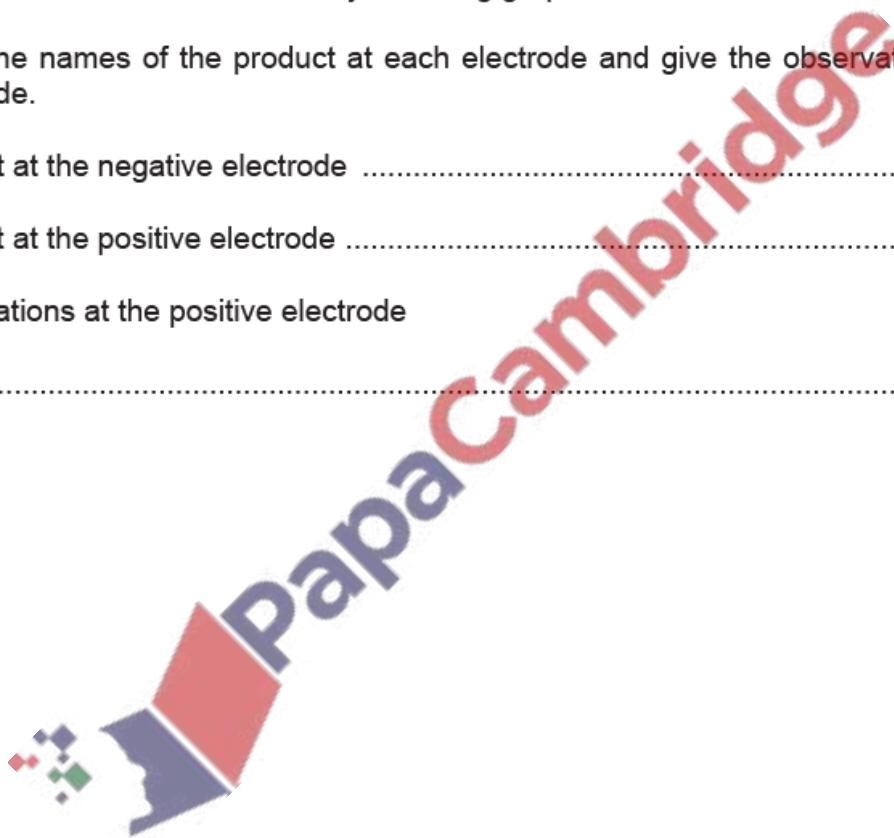 he names of the product at each electrode and give the observat
de.
t at the negative electrode ................................................................
t at the positive electrode ..................................................................
ations at the positive electrode
..........................................................................................................
PapaCambridge